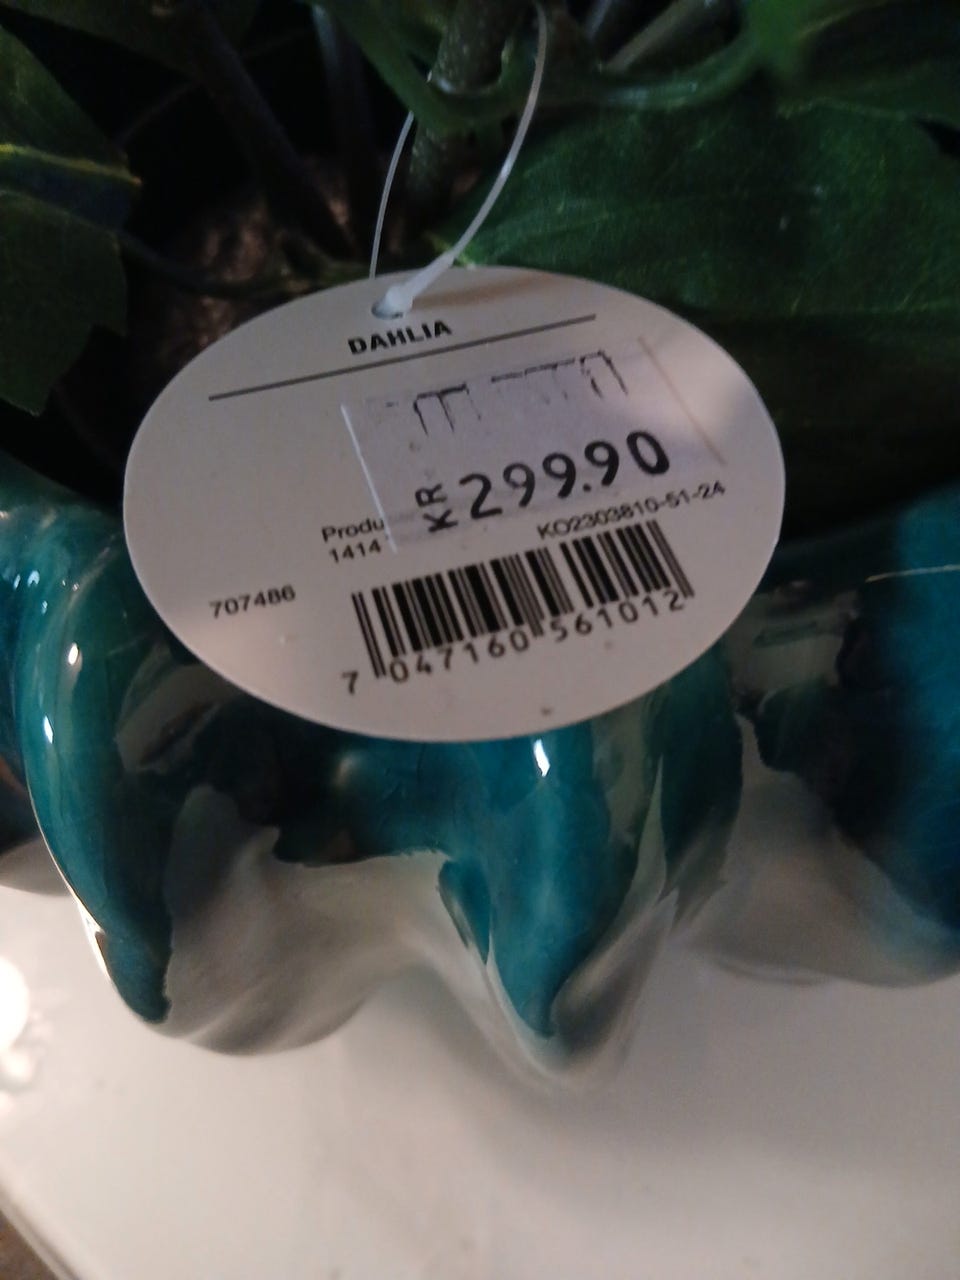 DAHLIA
KR 299.90
Produ
1414
KO2303810-51-24
707486
7 047160 561012